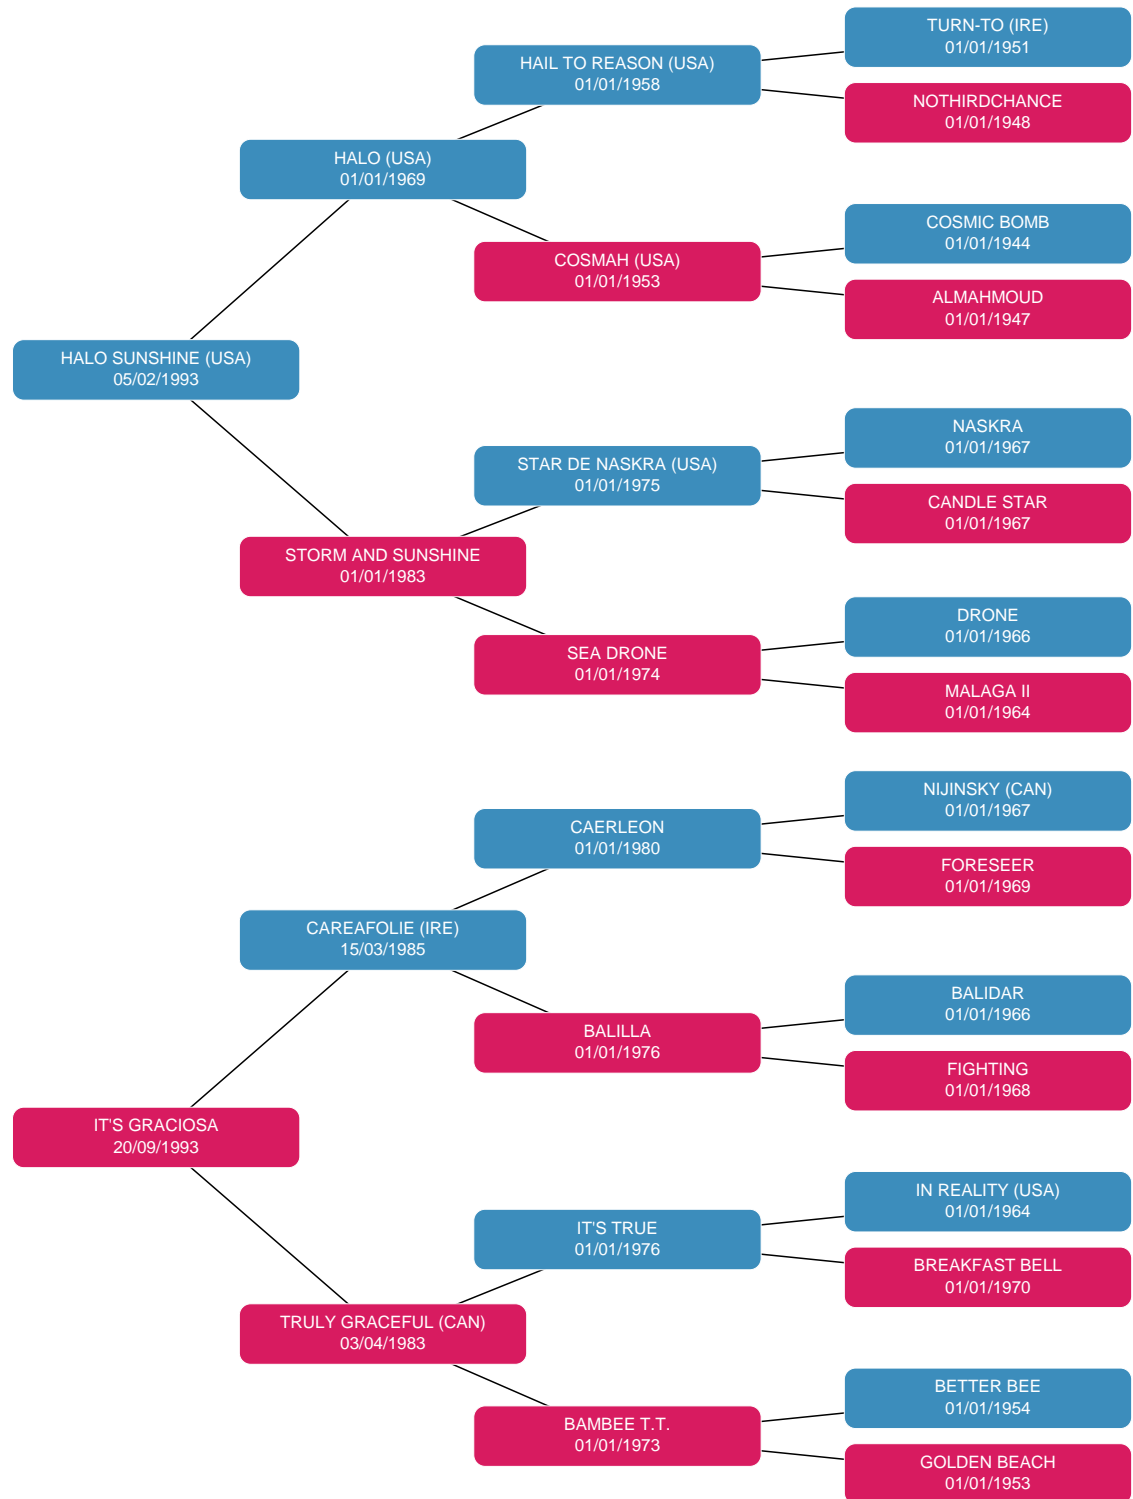 TURN-TO (IRE)
01/01/1951
HAIL TO REASON (USA)
01/01/1958
NOTHIRDCHANCE
01/01/1948
HALO (USA)
01/01/1969
COSMIC BOMB
01/01/1944
COSMAH (USA)
01/01/1953
ALMAHMOUD
01/01/1947
HALO SUNSHINE (USA)
05/02/1993
NASKRA
01/01/1967
STAR DE NASKRA (USA)
01/01/1975
CANDLE STAR
01/01/1967
STORM AND SUNSHINE
01/01/1983
DRONE
01/01/1966
SEA DRONE
01/01/1974
MALAGA II
01/01/1964
NIJINSKY (CAN)
01/01/1967
CAERLEON
01/01/1980
FORESEER
01/01/1969
CAREAFOLIE (IRE)
15/03/1985
BALIDAR
01/01/1966
BALILLA
01/01/1976
FIGHTING
01/01/1968
IT'S GRACIOSA
20/09/1993
IN REALITY (USA)
01/01/1964
IT'S TRUE
01/01/1976
BREAKFAST BELL
01/01/1970
TRULY GRACEFUL (CAN)
03/04/1983
BETTER BEE
01/01/1954
BAMBEE T.T.
01/01/1973
GOLDEN BEACH
01/01/1953